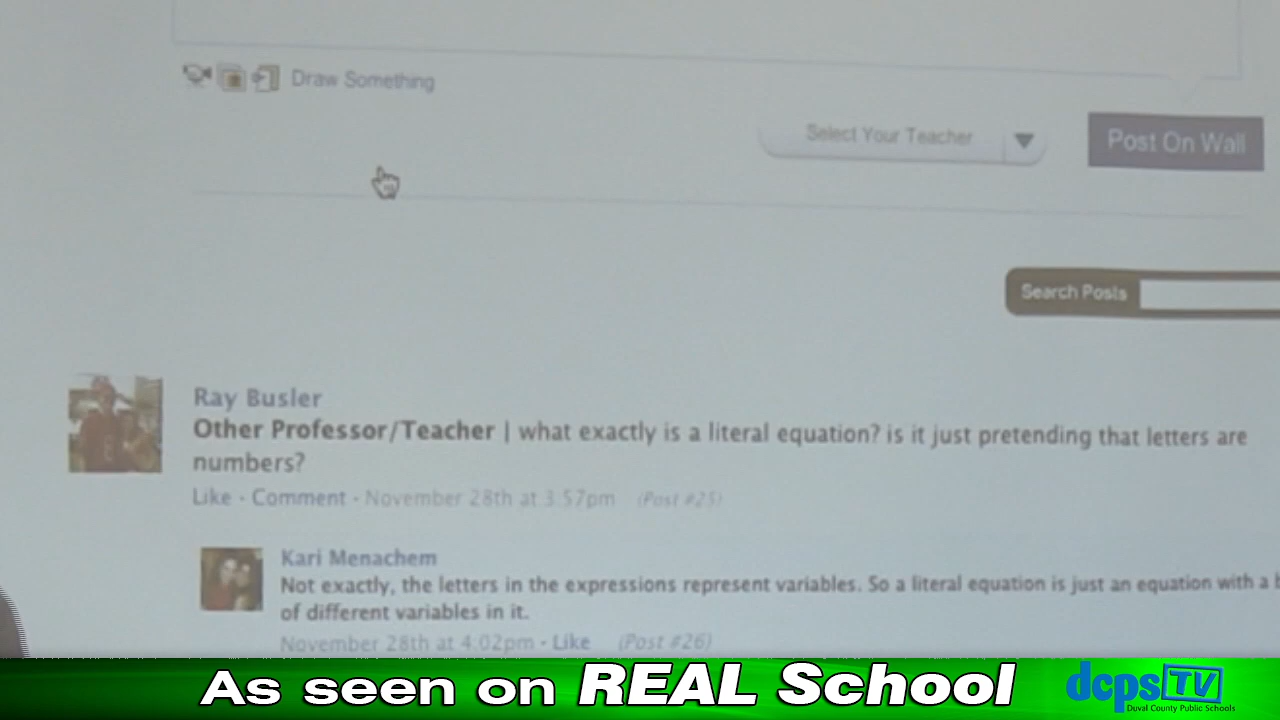 Draw Something
Select Your Teacher
Post On Wall
Search Posts
Ray Busler
Other Professor/Teacher | what exactly is a literal equation? is it just pretending that letters are
numbers?
Like - Comment - November 28th at 3:57pm (Post #25)
Kari Menachem
Not exactly, the letters in the expressions represent variables. So a literal equation is just an equation with a
of different variables in it.
November 28th at 4:02pm - Like (Post #26)
As seen on REAL School
dcps TV
Duval County Public Schools